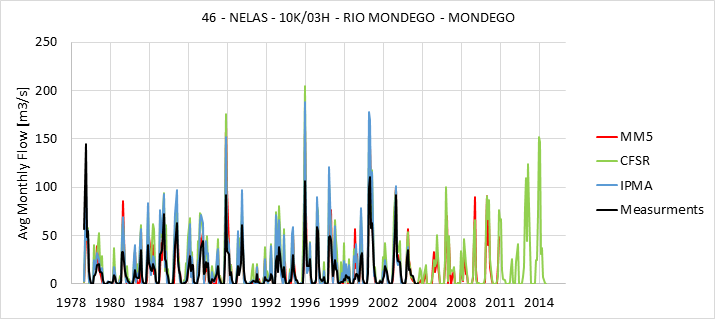 46 - NELAS - 10K/03H - RIO MONDEGO - MONDEGO
Avg Monthly Flow [m3/s]
250
200
150
100
50
0
1978 1980 1984 1987 1990 1992 1996 1999 2002 2004 2008 2011 2014
MM5
CFSR
IPMA
Measurments